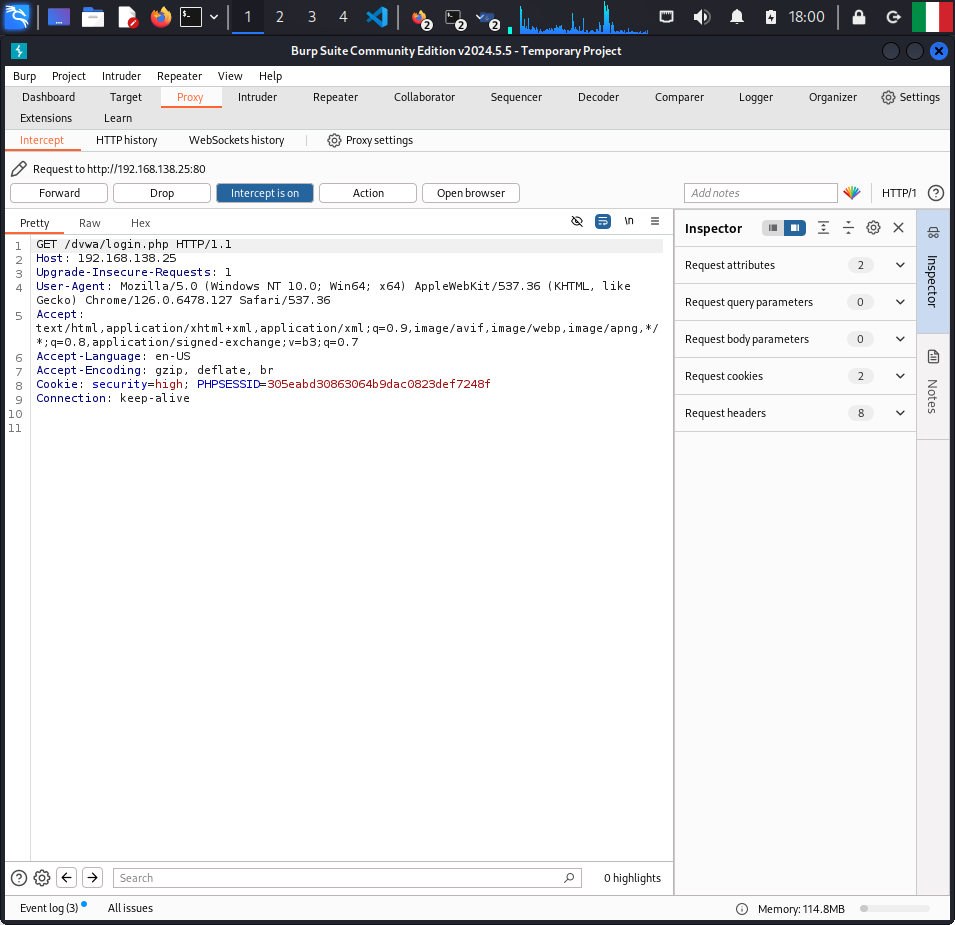 1 2 3 4 2 2 2 18:00
Burp Suite Community Edition v2024.5.5 - Temporary Project
Burp Project Intruder Repeater View Help
Dashboard Target Proxy Intruder Repeater Collaborator Sequencer Decoder Comparer Logger Organizer Settings
Extensions Learn
Intercept HTTP history WebSockets history Proxy settings
Request to http://192.168.138.25:80
Forward Drop Intercept is on Action Open browser Add notes HTTP/1 ?
Pretty Raw Hex \n
1 GET /dvwa/login.php HTTP/1.1
2 Host: 192.168.138.25
3 Upgrade-Insecure-Requests: 1
4 User-Agent: Mozilla/5.0 (Windows NT 10.0; Win64; x64) AppleWebKit/537.36 (KHTML, like
Gecko) Chrome/126.0.6478.127 Safari/537.36
5 Accept:
text/html,application/xhtml+xml,application/xml;q=0.9,image/avif,image/webp,image/apng,*/
*;q=0.8,application/signed-exchange;v=b3;q=0.7
6 Accept-Language: en-US
7 Accept-Encoding: gzip, deflate, br
8 Cookie: security=high; PHPSESSID=305eabd30863064b9dac0823def7248f
9 Connection: keep-alive
10
11
Inspector
Request attributes 2
Request query parameters 0
Request body parameters 0
Request cookies 2
Request headers 8
Inspector
Notes
? Search 0 highlights
Event log (3) All issues Memory: 114.8MB